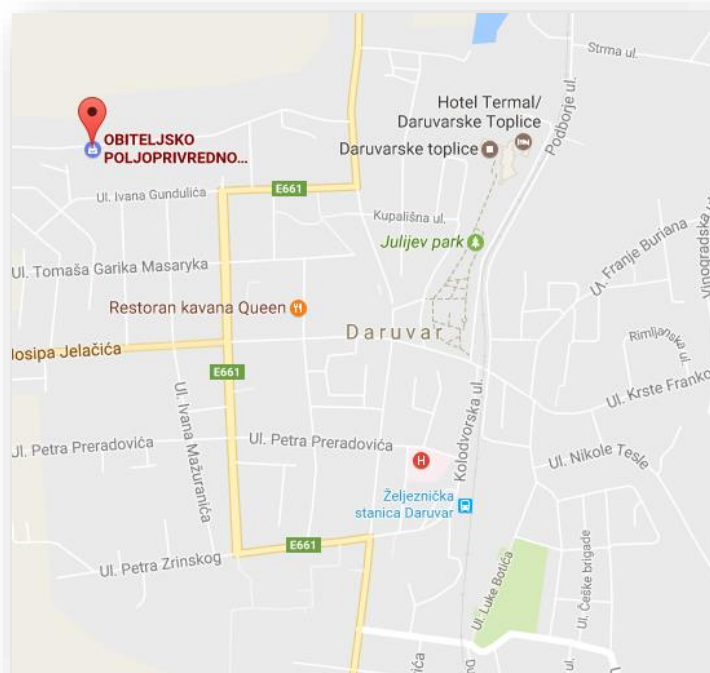 Strma ul.
Hotel Termal/
Daruvarske Toplice
Podborje ul.
OBITELJSKO
POLJOPRIVREDNO...
Daruvarske toplice
E661
Ul. Ivana Gundulića
Kupališna ul.
Vinogradska
Julijev park
Ul. Franje Buriana
Ul. Tomaša Garika Masaryka
Restoran kavana Queen
Daruvar
Rimljanska ul.
Josipa Jelačića
E661
Ul. Krste Franko
Ul. Ivana Mažuranića
Kolodvorska ul.
Ul. Petra Preradovića
Ul. Petra Preradovića
H
Ul. Nikole Tesle
Željeznička
stanica Daruvar
E661
Ul. Petra Zrinskog
Ul. Luke Botića
Ul. Češke brigade
ića
ul.